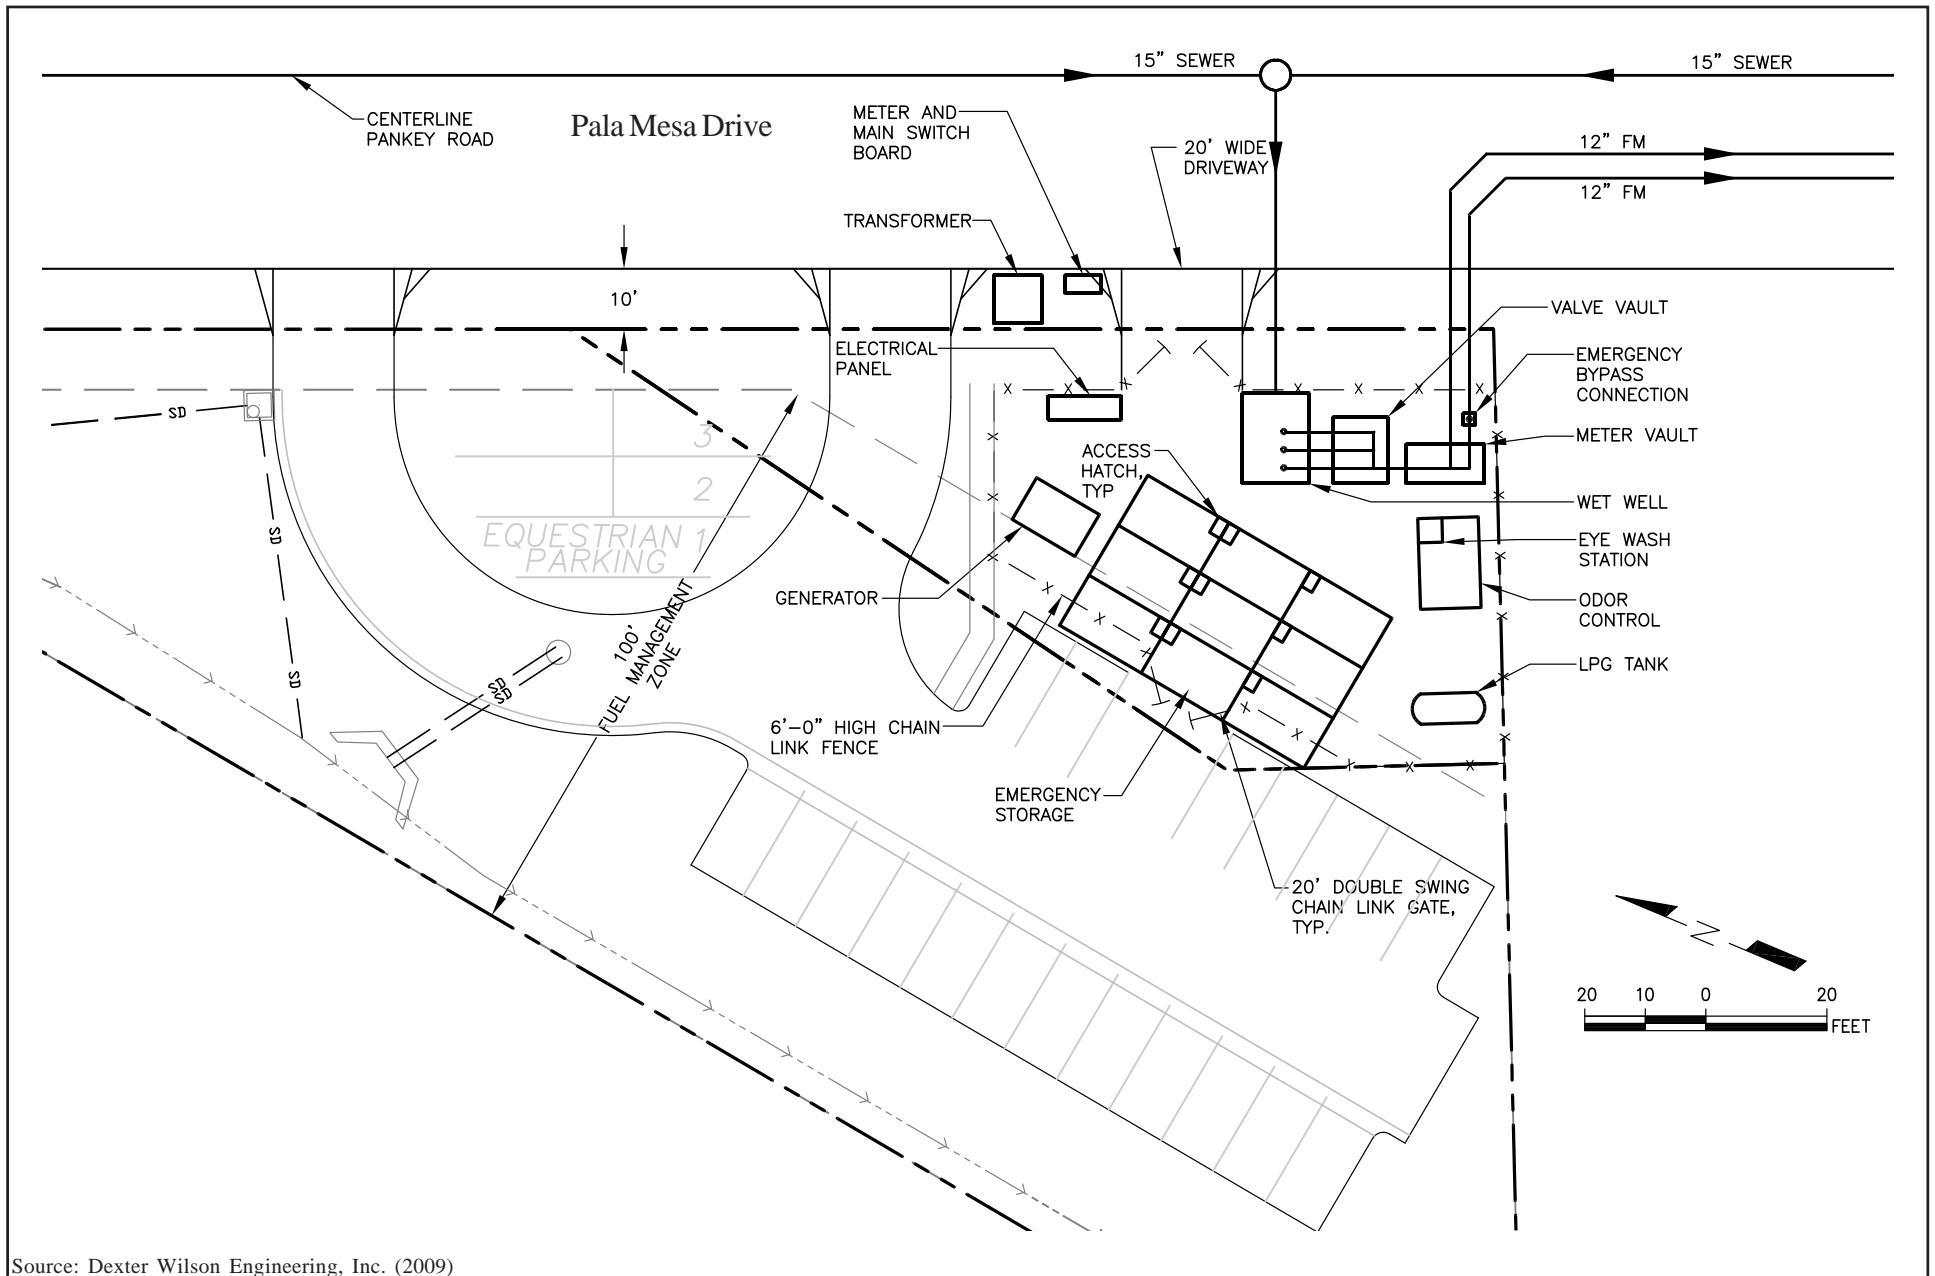 15” SEWER
15” SEWER
CENTERLINE
PANKEY ROAD
Pala Mesa Drive
METER AND
MAIN SWITCH
BOARD
20’ WIDE
DRIVEWAY
12” FM
12” FM
TRANSFORMER
10’
VALVE VAULT
ELECTRICAL
PANEL
EMERGENCY
BYPASS
CONNECTION
SD
3
METER VAULT
ACCESS
HATCH,
TYP
2
WET WELL
EQUESTRIAN 1
PARKING
SD
EYE WASH
STATION
GENERATOR
ODOR
CONTROL
100’
FUEL MANAGEMENT
ZONE
SD
SD
SD
LPG TANK
6’-0” HIGH CHAIN
LINK FENCE
EMERGENCY
STORAGE
20’ DOUBLE SWING
CHAIN LINK GATE,
TYP.
N
20 10 0 20
FEET
Source: Dexter Wilson Engineering, Inc. (2009)